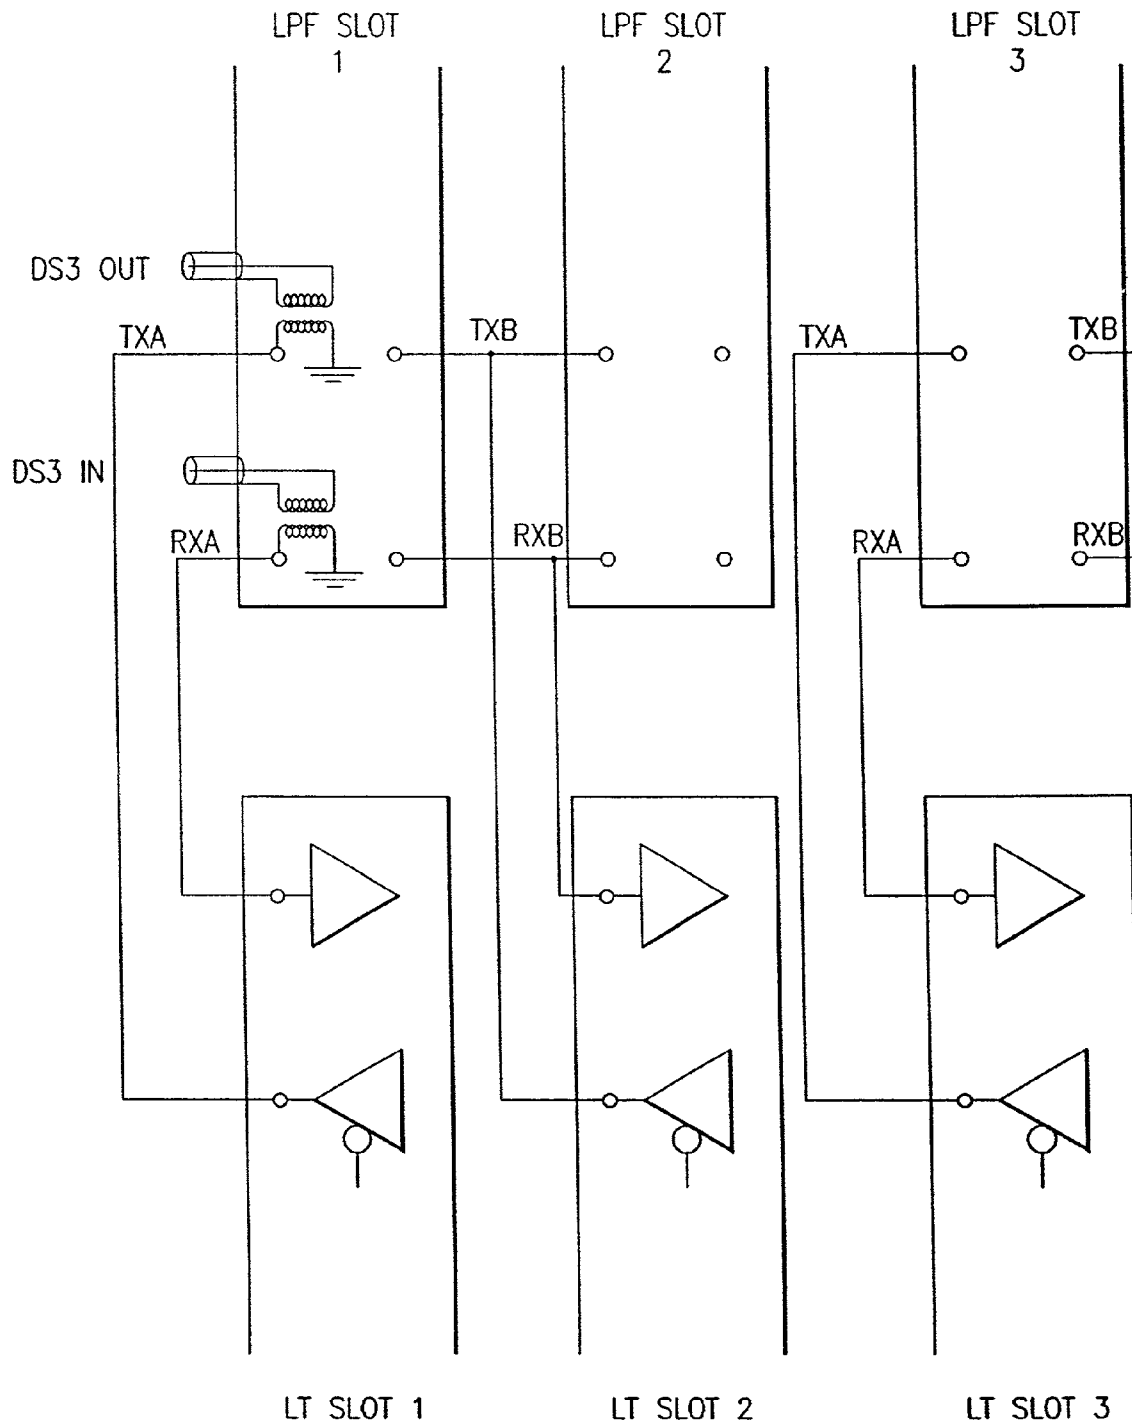 LPF SLOT
1
LPF SLOT
2
LPF SLOT
3
DS3 OUT
TXA
TXB
TXA
TXB
DS3 IN
RXA
RXB
RXA
RXB
LT SLOT 1
LT SLOT 2
LT SLOT 3